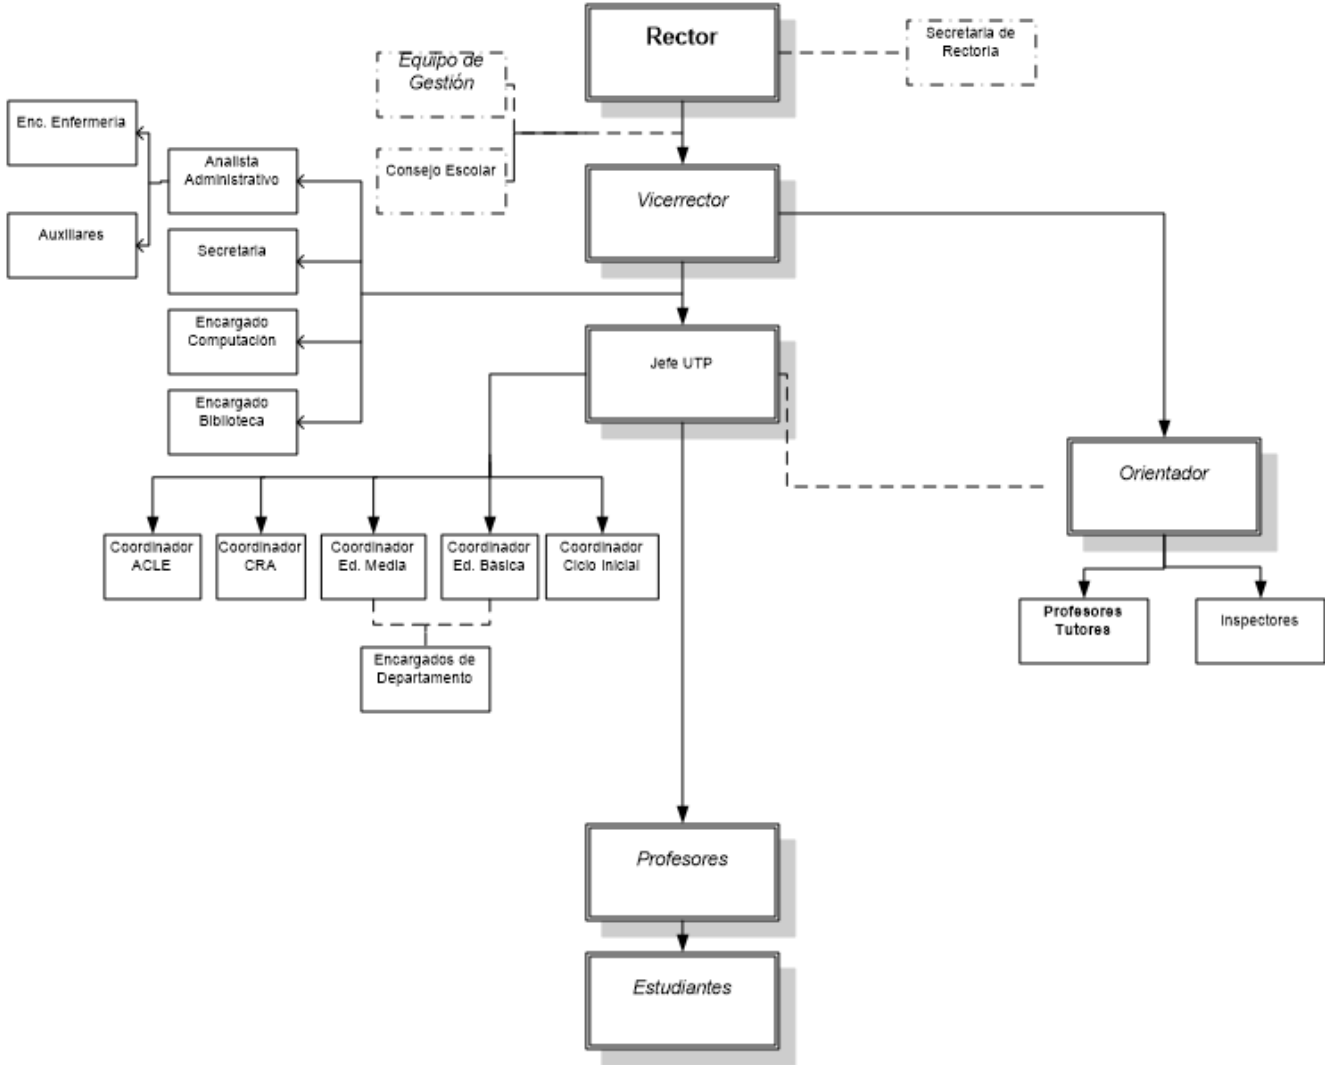 Rector
Secretaria de
Rectoria
Equipo de
Gestión
Consejo Escolar
Vicerrector
Enc. Enfermeria
Analista
Administrativo
Auxiliares
Secretaria
Encargado
Computación
Encargado
Biblioteca
Jefe UTP
Orientador
Coordinador
ACLE
Coordinador
CRA
Coordinador
Ed. Media
Coordinador
Ed. Básica
Coordinador
Ciclo Inicial
Profesores
Tutores
Inspectores
Encargados de
Departamento
Profesores
Estudiantes